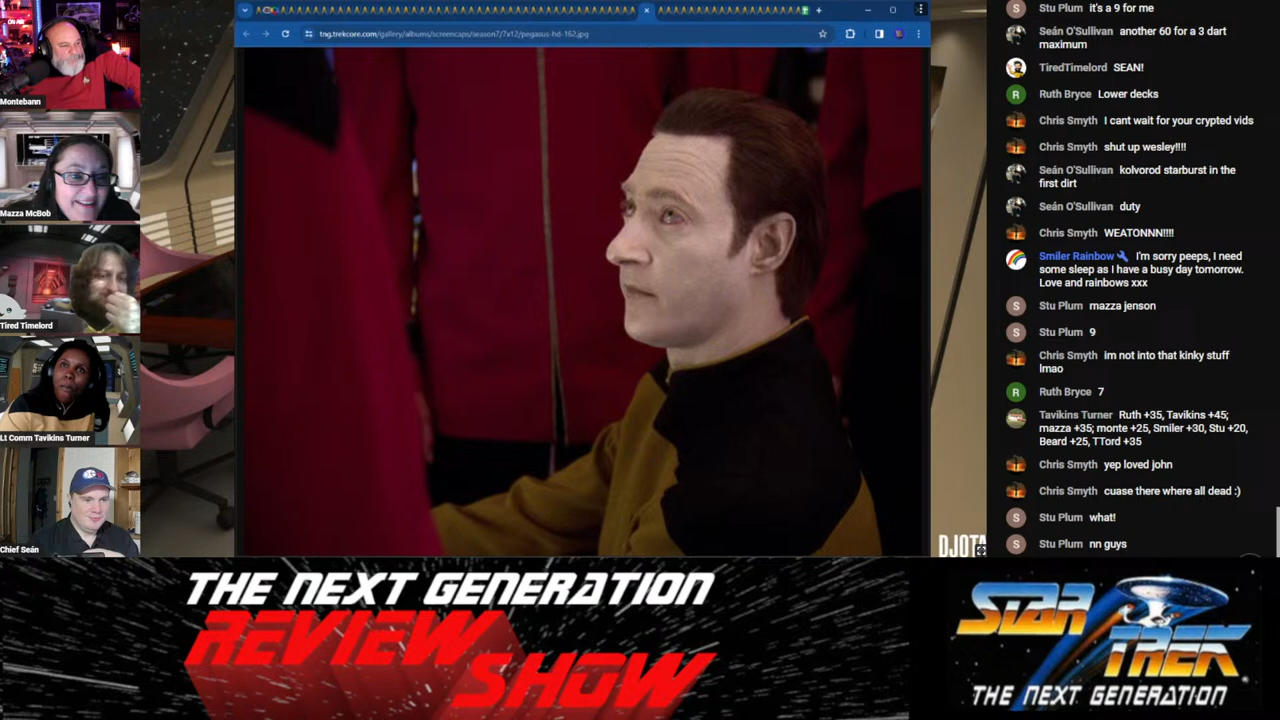 tng.trekcore.com/gallery/albums/screencaps/season7/7x12/pegasus-hd-162.jpg
Montebann
Mazza McBob
Tired Timelord
Lt Comm Tavikins Turner
Chief Seán
Stu Plum it's a 9 for me
Seán O'Sullivan another 60 for a 3 dart
maximum
TiredTimelord SEAN!
R Ruth Bryce Lower decks
Chris Smyth I cant wait for your crypted vids
Chris Smyth shut up wesley!!!!
Seán O'Sullivan kolvorod starburst in the
first dirt
Seán O'Sullivan duty
Chris Smyth WEATONNN!!!!
Smiler Rainbow I'm sorry peeps, I need
some sleep as I have a busy day tomorrow.
Love and rainbows xxx
S Stu Plum mazza jenson
S Stu Plum 9
Chris Smyth im not into that kinky stuff
lmao
R Ruth Bryce 7
Tavikins Turner Ruth +35, Tavikins +45;
mazza +35; monte +25, Smiler +30, Stu +20,
Beard +25, TTord +35
Chris Smyth yep loved john
Chris Smyth cuase there where all dead :)
S Stu Plum what!
S Stu Plum nn guys
DJOTA
THE NEXT GENERATION
REVIEW
SHOW
STAR
TREK
THE NEXT GENERATION